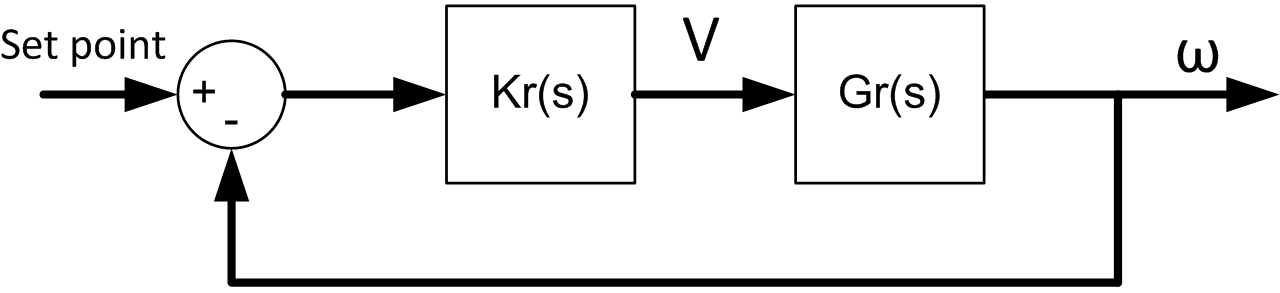 Set point
+
-
Kr(s)
V
Gr(s)
ω